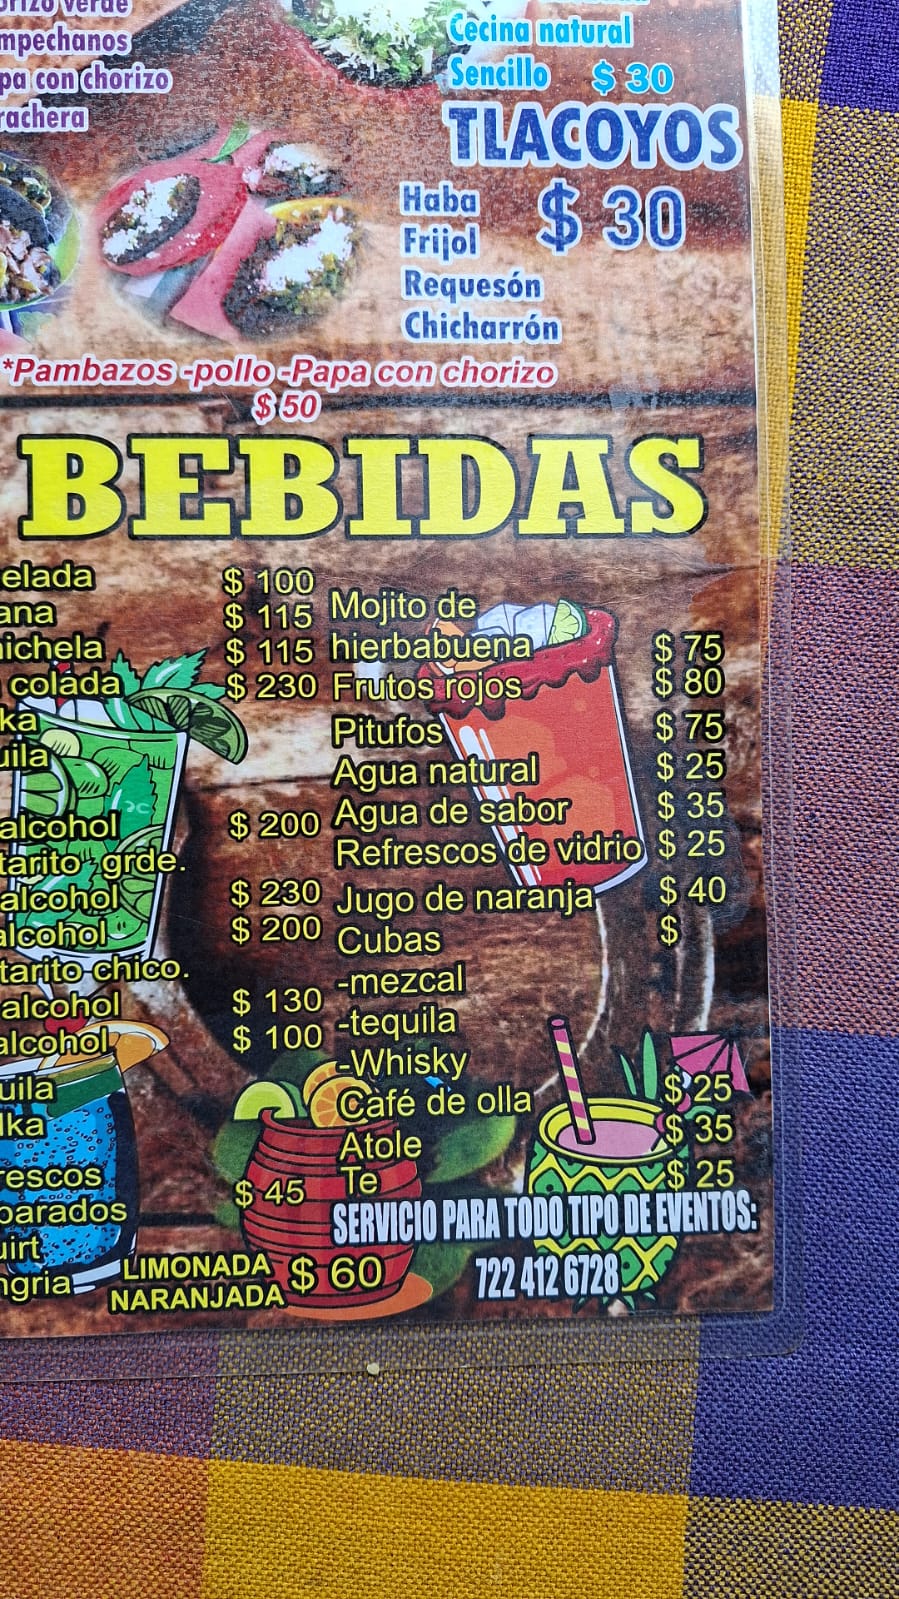 mpechanos
pa con chorizo
Cecina natural
Sencillo $ 30
TLACOYOS
$ 30
Haba
Frijol
Requesón
Chicharrón
*Pambazos -pollo -Papa con chorizo
$ 50
BEBIDAS
elada $ 100
ana $ 115
ichela $ 115
colada $ 230
ka
uila
alcohol $ 200
tarito grde.
alcohol $ 230
alcohol $ 200
tarito chico.
alcohol $ 130
alcohol $ 100
uila
lka
rescos
parados $ 45
uirt
ngria
LIMONADA
NARANJADA $ 60
Mojito de
hierbabuena $ 75
Frutos rojos $ 80
Pitufos $ 75
Agua natural $ 25
Agua de sabor $ 35
Refrescos de vidrio $ 25
Jugo de naranja $ 40
Cubas $
-mezcal
-tequila
-Whisky
Café de olla $ 25
Atole $ 35
Te $ 25
SERVICIO PARA TODO TIPO DE EVENTOS:
722 412 6728